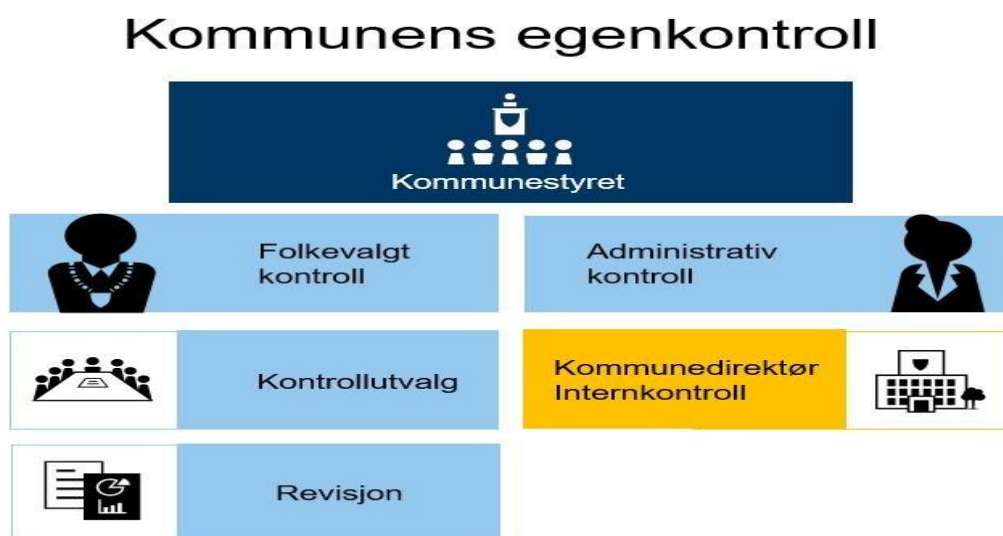 Kommunens egenkontroll
Kommunestyret
Folkevalgt
kontroll
Administrativ
kontroll
Kontrollutvalg
Kommunedirektør
Internkontroll
Revisjon